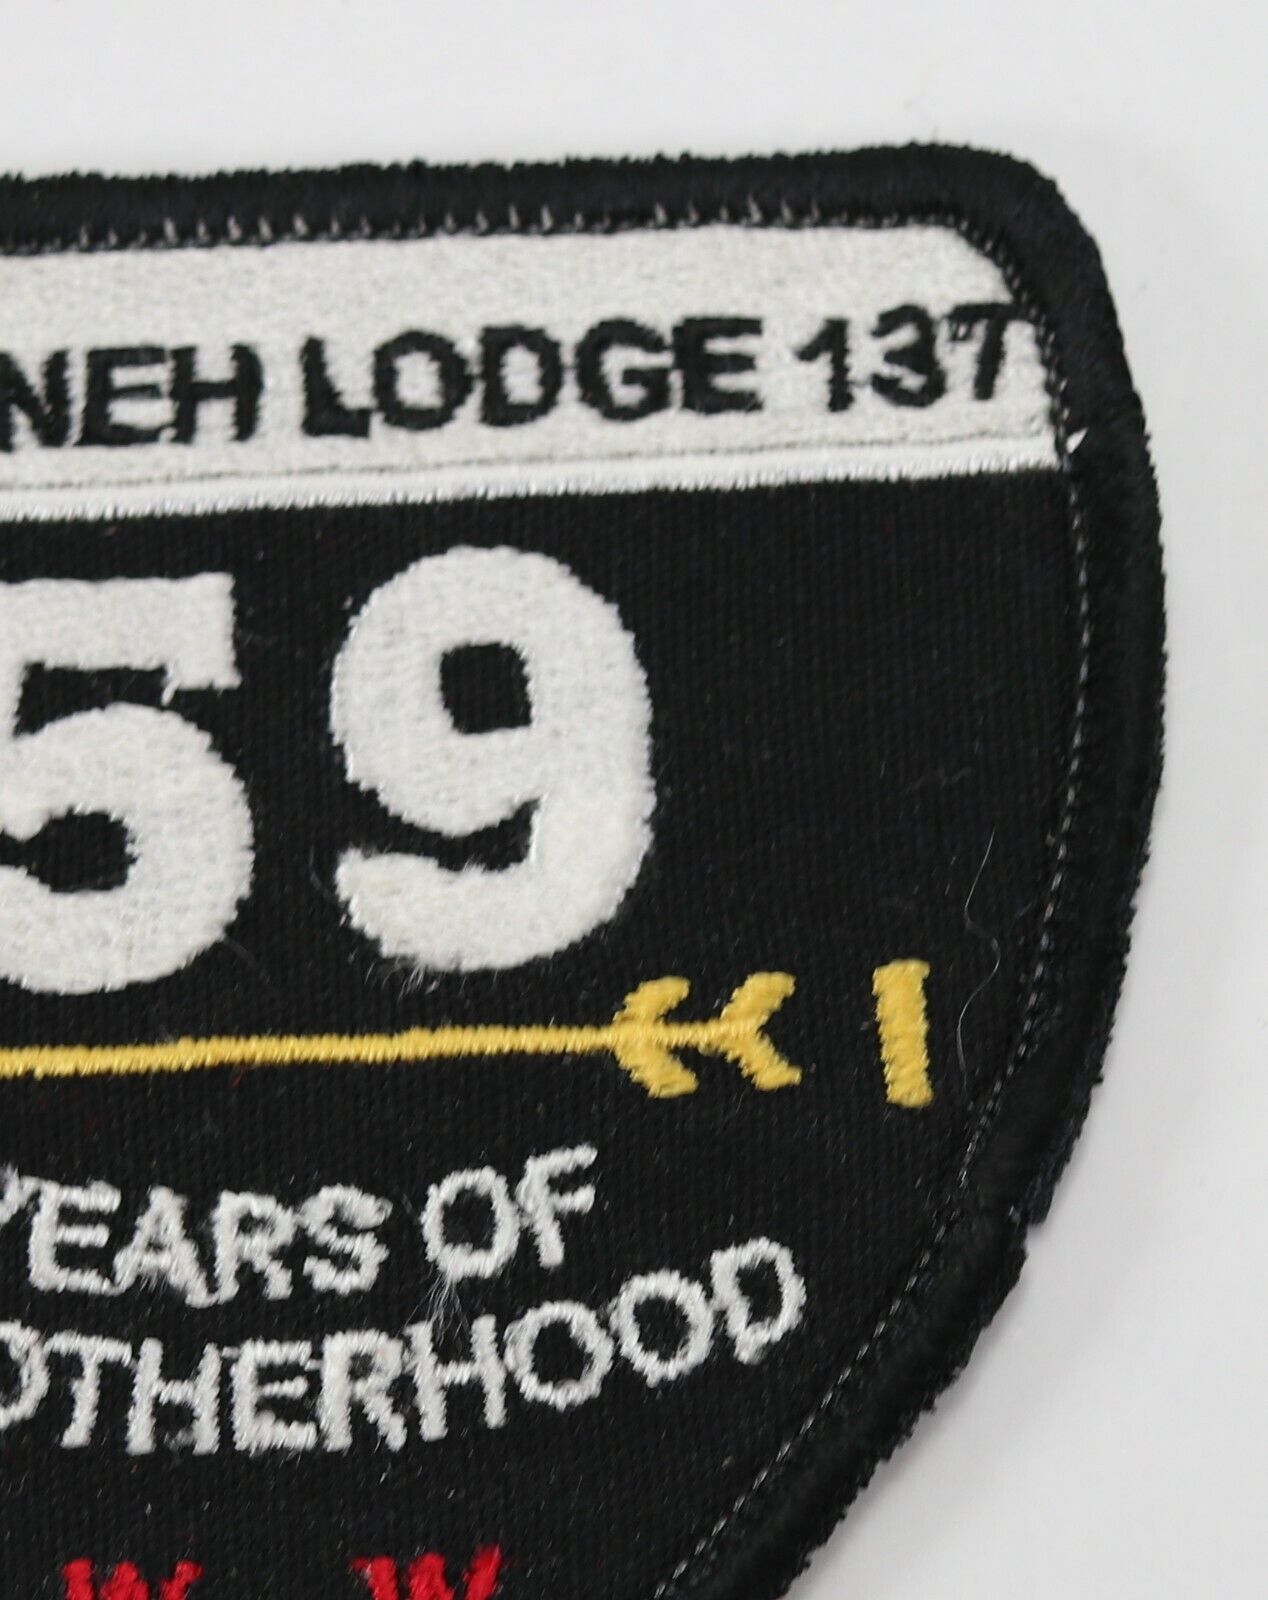 NEH LODGE 137
59
YEARS OF
OTHERHOOD
W W